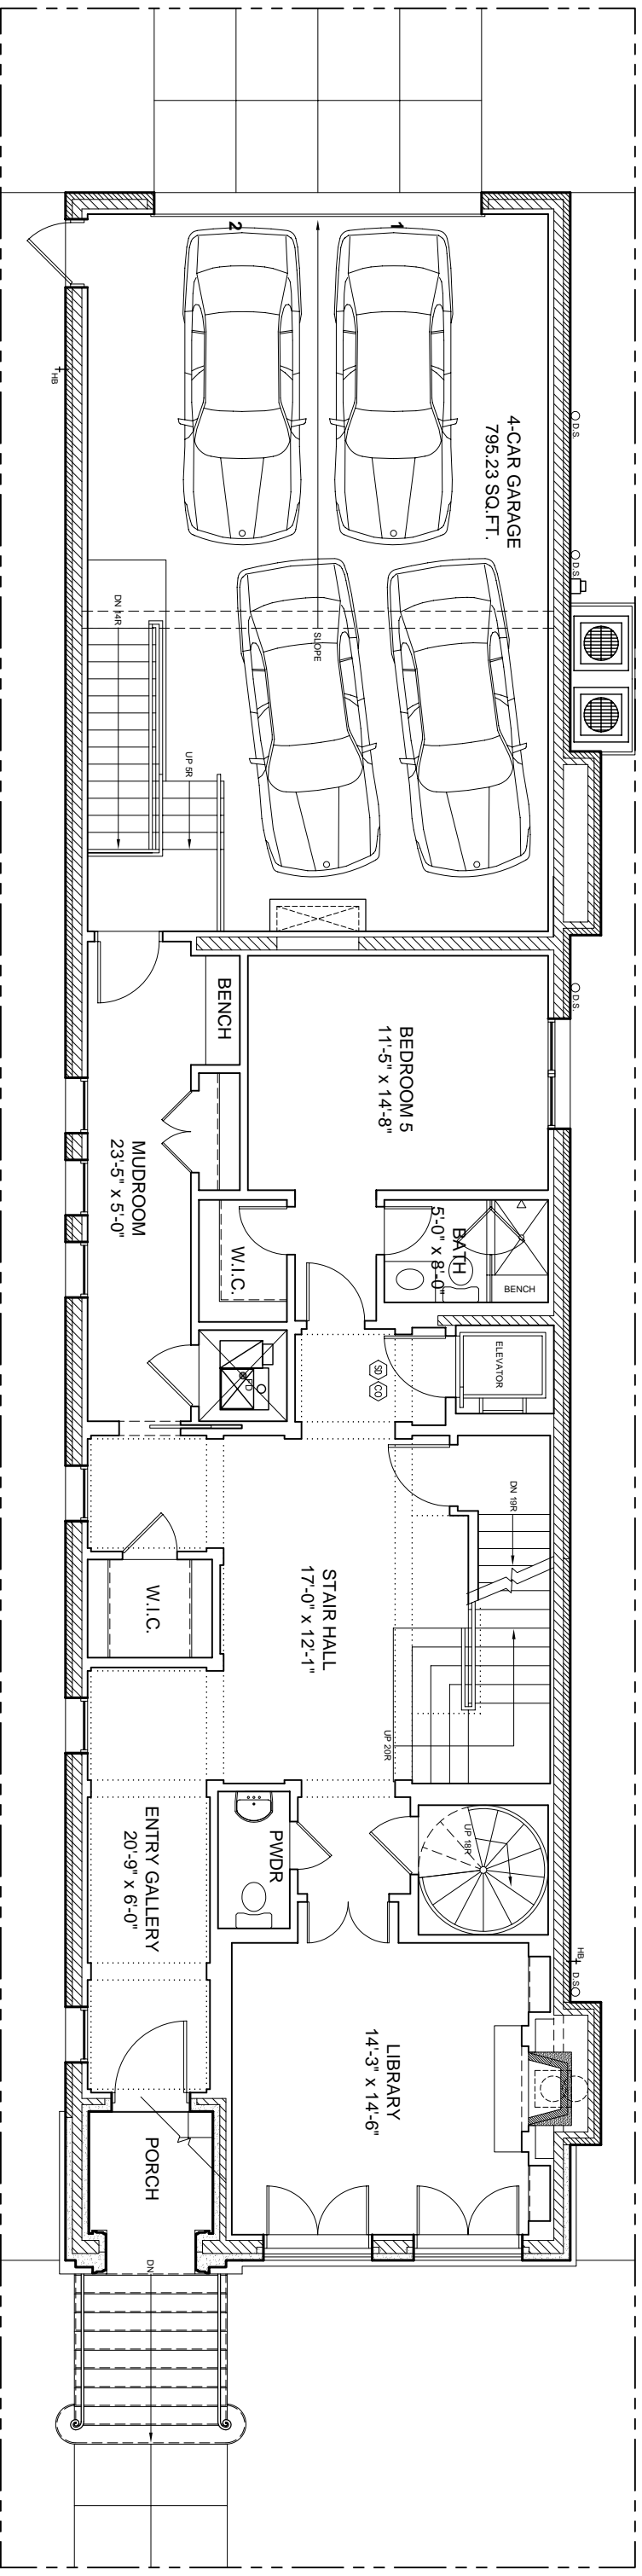 2
1
HB
D.S
4-CAR GARAGE
795.23 SQ.FT.
D.S
DN 14R
SLOPE
UP 5R
BENCH
D.S
BEDROOM 5
11'-5" x 14'-8"
MUDROOM
23'-5" x 5'-0"
W.I.C.
BATH
5'-0" x 8'-0"
BENCH
ELEVATOR
FD
SD
CO
DN 19R
W.I.C.
STAIR HALL
17'-0" x 12'-1"
UP 20R
ENTRY GALLERY
20'-9" x 6'-0"
PWDR
UP 18R
HB
D.S
LIBRARY
14'-3" x 14'-6"
PORCH
DN